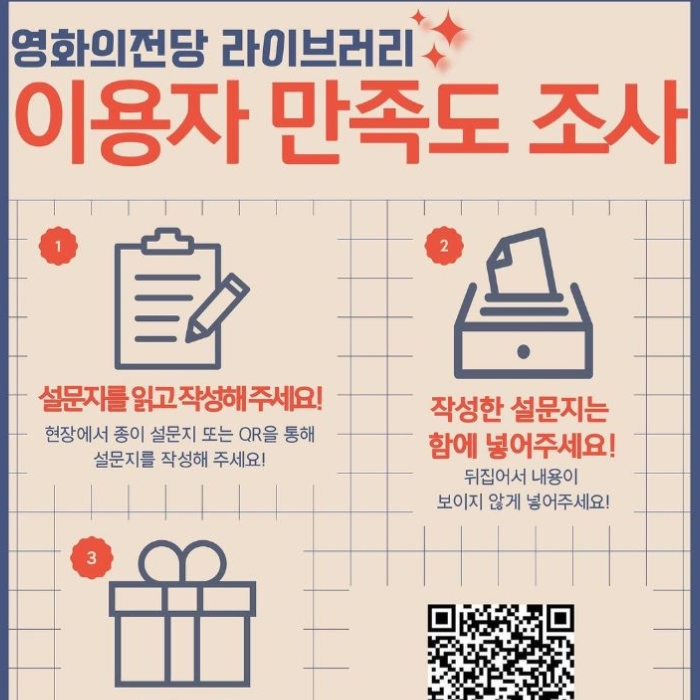 영화의전당 라이브러리
이용자 만족도 조사
1
설문지를 읽고 작성해 주세요!
현장에서 종이 설문지 또는 QR을 통해
설문지를 작성해 주세요!
2
작성한 설문지는
함에 넣어주세요!
뒤집어서 내용이
보이지 않게 넣어주세요!
3